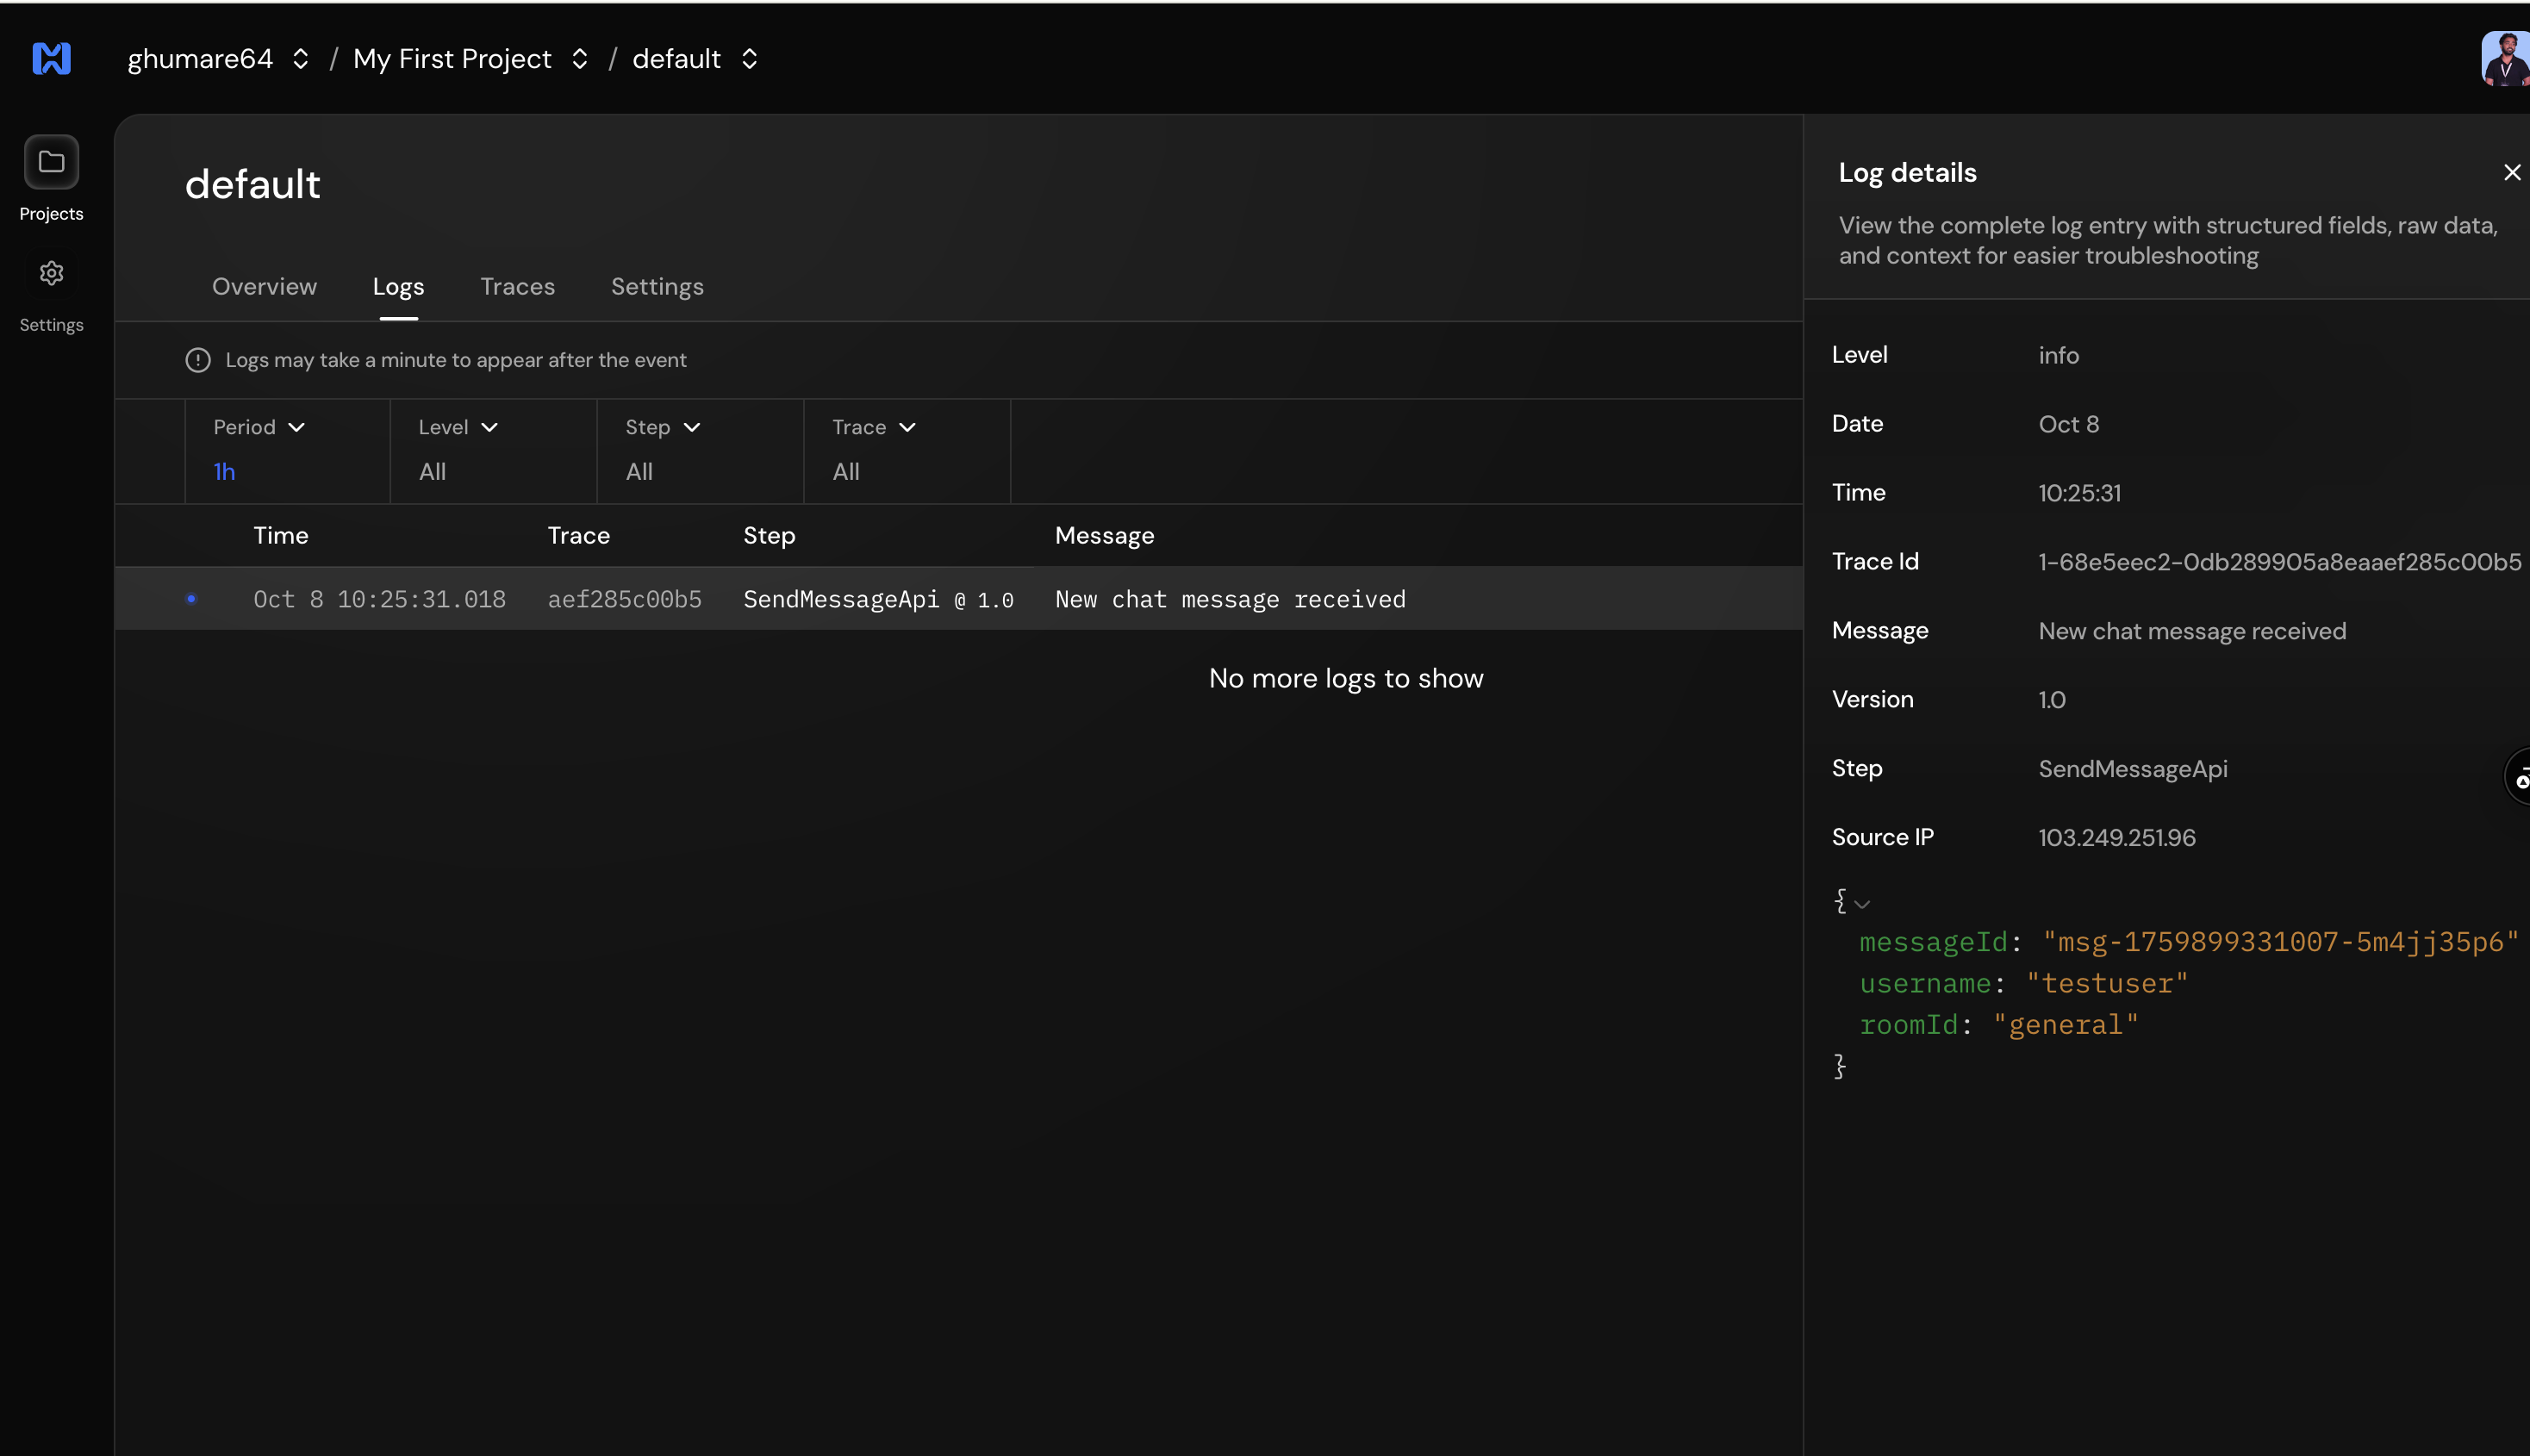 ghumare64 / My First Project / default
Projects
Settings
default
Overview Logs Traces Settings
Logs may take a minute to appear after the event
Period Level Step Trace
1h All All All
Time Trace Step Message
Oct 8 10:25:31.018 aef285c00b5 SendMessageApi @ 1.0 New chat message received
No more logs to show
Log details
View the complete log entry with structured fields, raw data,
and context for easier troubleshooting
Level info
Date Oct 8
Time 10:25:31
Trace Id 1-68e5eec2-0db289905a8eaaef285c00b5
Message New chat message received
Version 1.0
Step SendMessageApi
Source IP 103.249.251.96
{
messageId: "msg-1759899331007-5m4jj35p6"
username: "testuser"
roomId: "general"
}